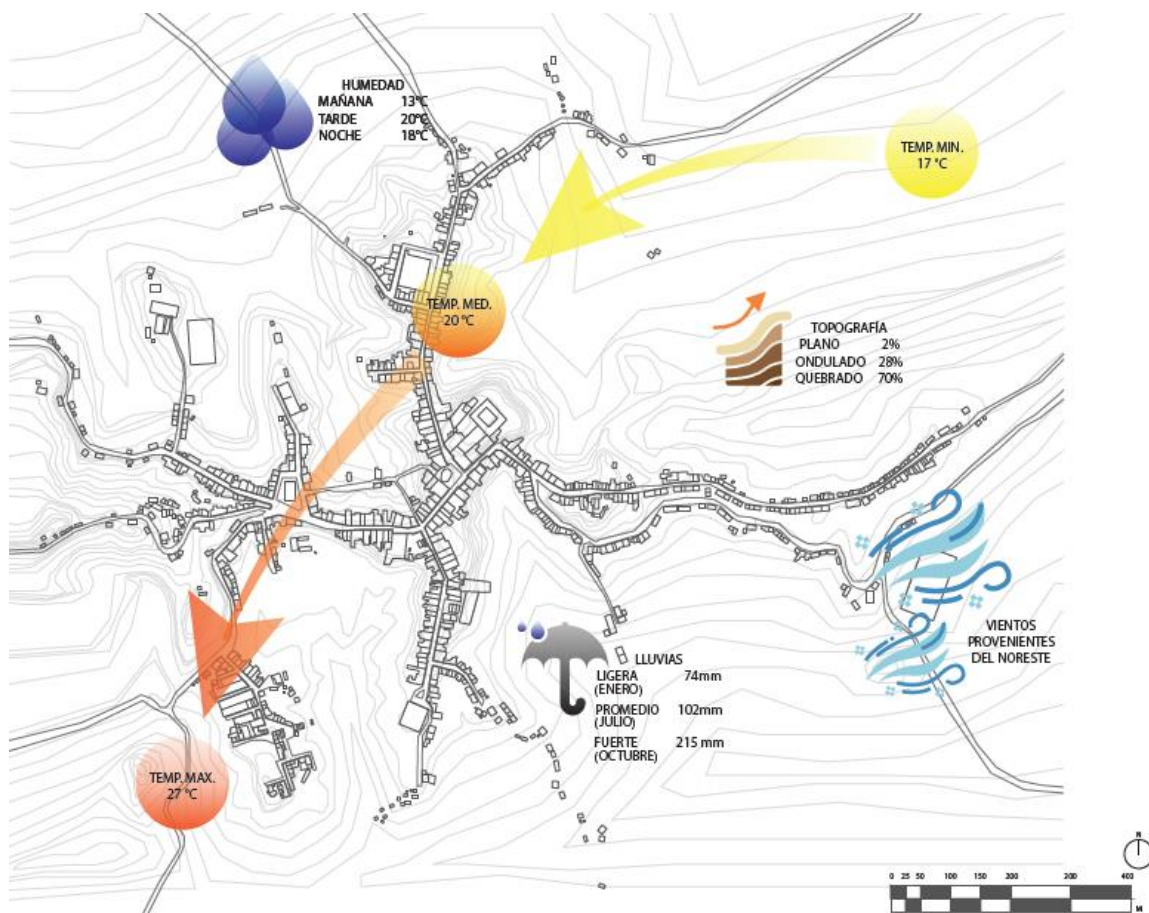 HUMEDAD
MAÑANA 13°C
TARDE 20°C
NOCHE 18°C
TEMP. MIN.
17 °C
TEMP. MED.
20 °C
TOPOGRAFÍA
PLANO 2%
ONDULADO 28%
QUEBRADO 70%
VIENTOS
PROVENIENTES
DEL NORESTE
LLUVIAS
LIGERA 74mm
(ENERO)
PROMEDIO 102mm
(JULIO)
FUERTE 215 mm
(OCTUBRE)
TEMP. MAX.
27 °C
N
0 25 50 100 150 200 200 400
M